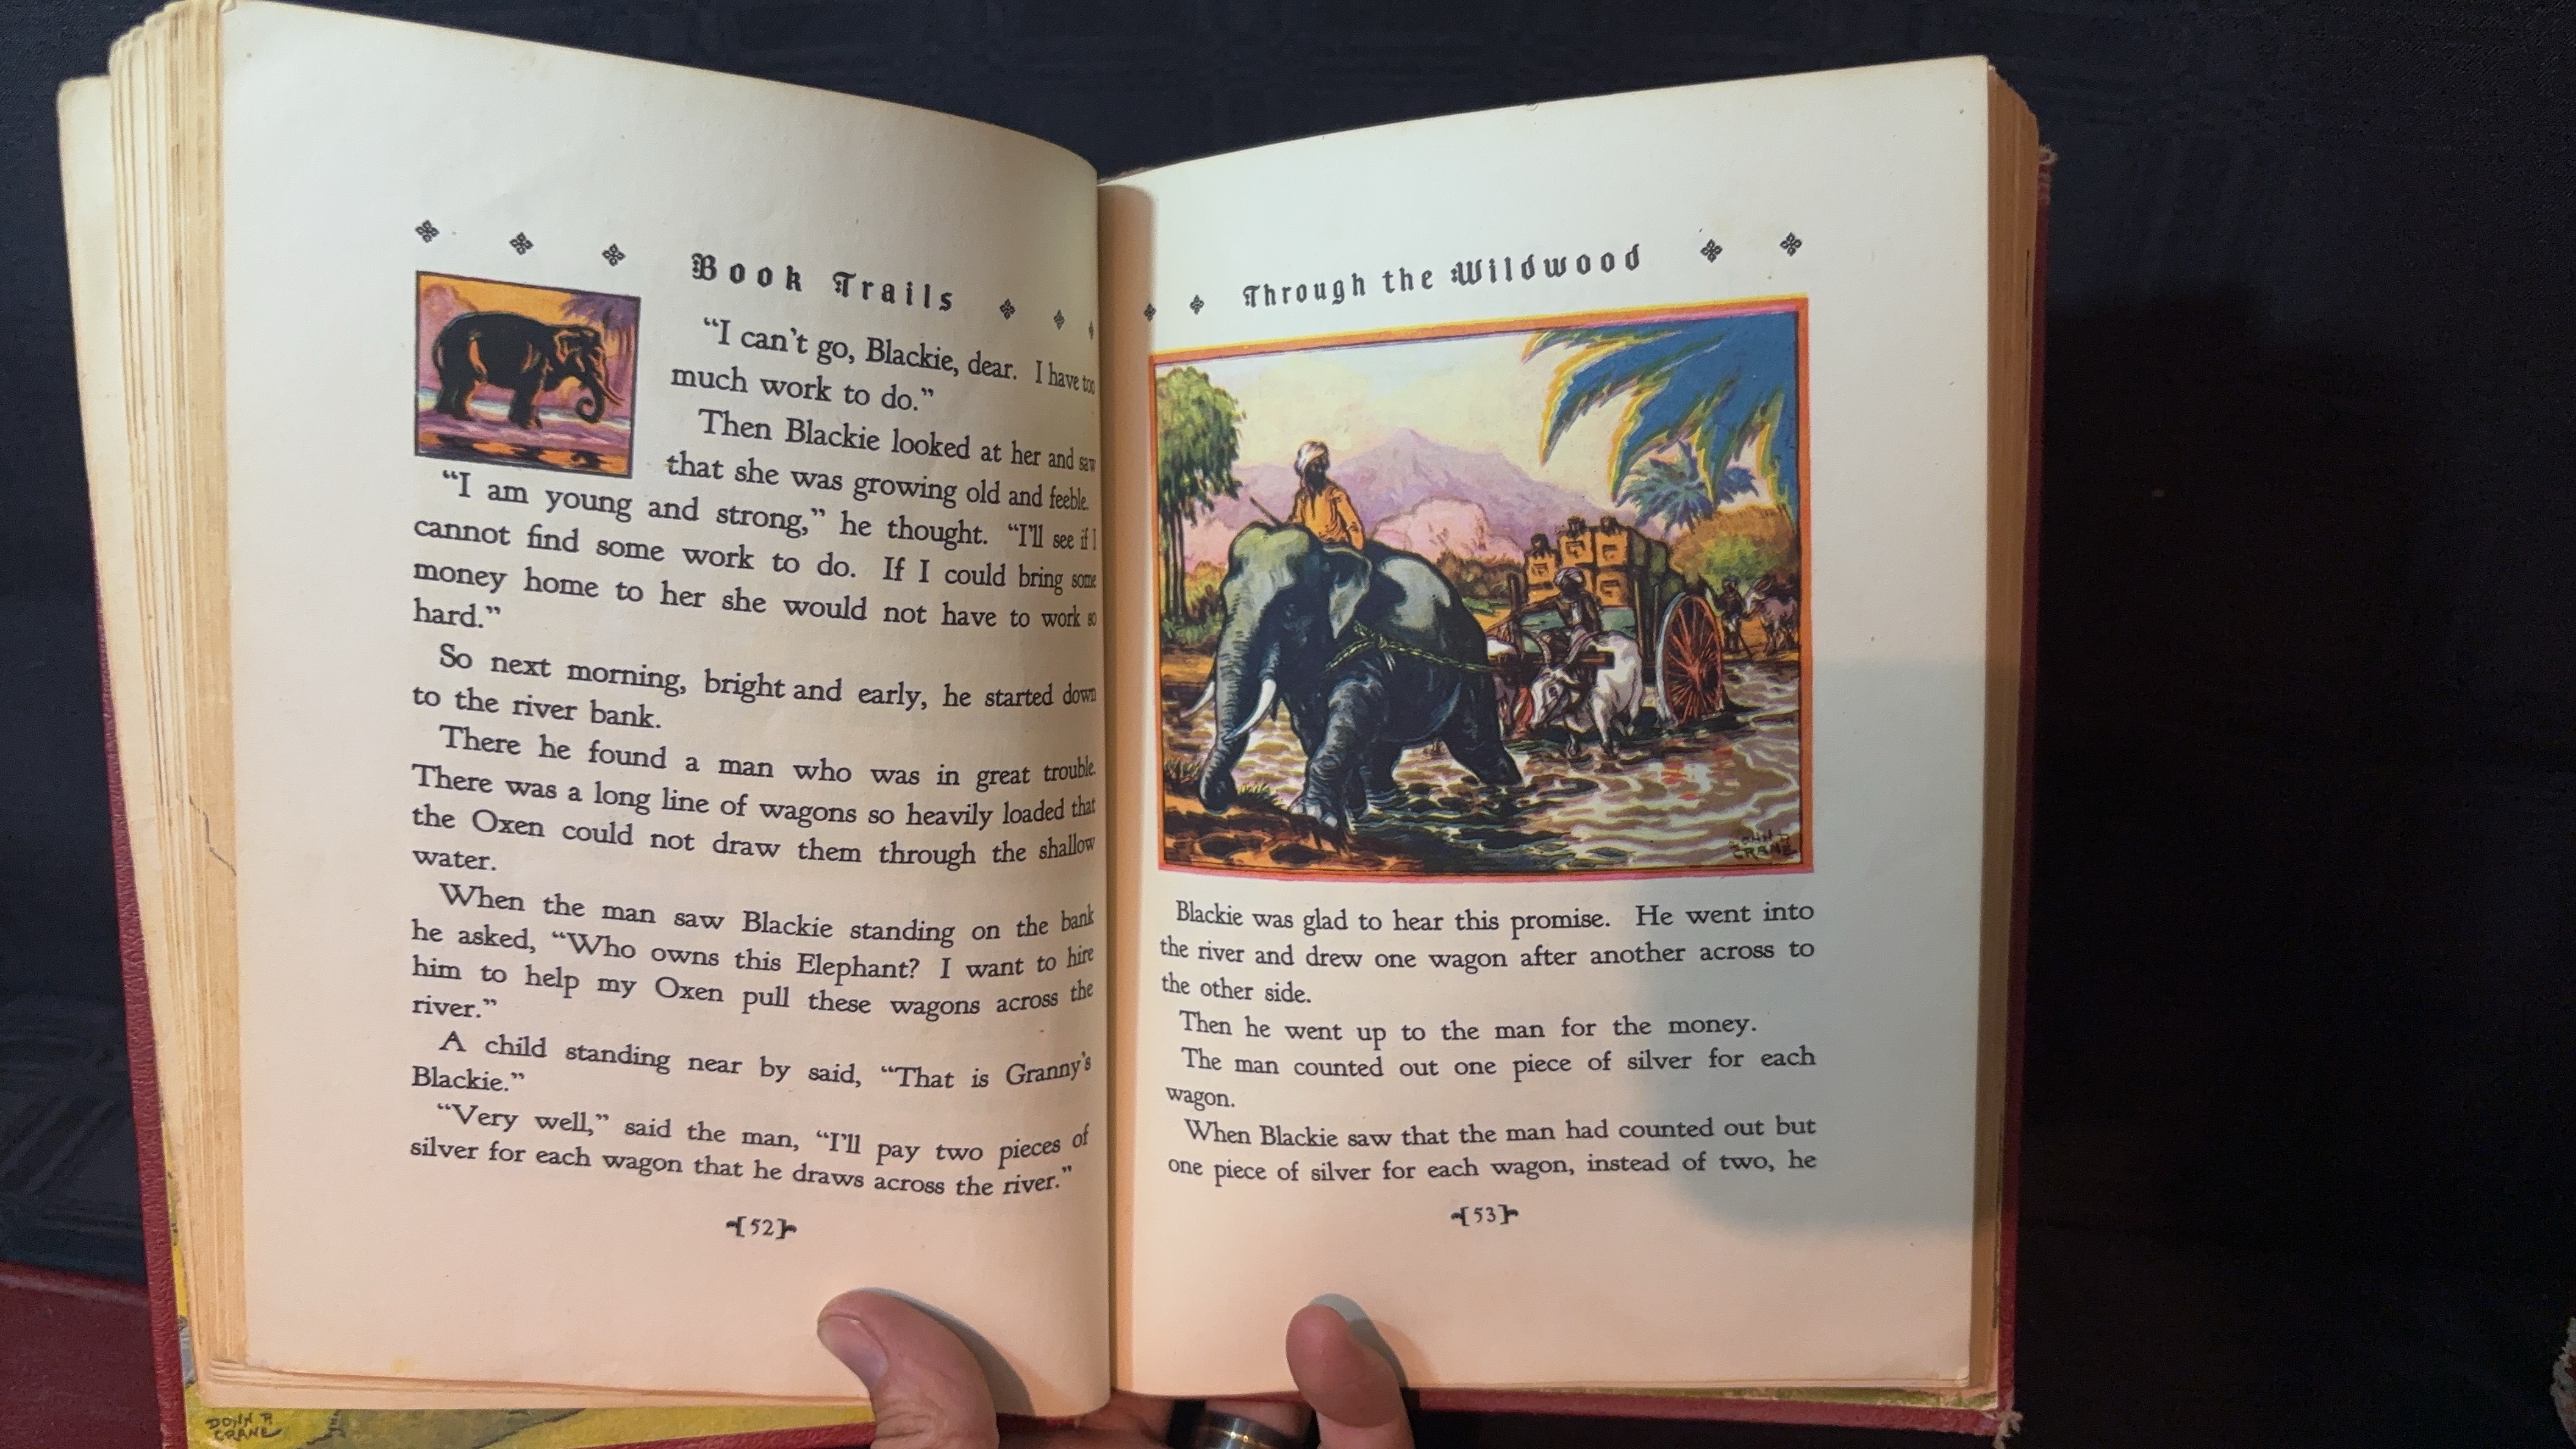 Book Trails
"I can't go, Blackie, dear. I have too
much work to do."
Then Blackie looked at her and saw
that she was growing old and feeble.
"I am young and strong," he thought. "I'll see if I
cannot find some work to do. If I could bring some
money home to her she would not have to work so
hard."
So next morning, bright and early, he started down
to the river bank.
There he found a man who was in great trouble.
There was a long line of wagons so heavily loaded that
the Oxen could not draw them through the shallow
water.
When the man saw Blackie standing on the bank
he asked, "Who owns this Elephant? I want to hire
him to help my Oxen pull these wagons across the
river."
A child standing near by said, "That is Granny's
Blackie."
"Very well," said the man, "I'll pay two pieces of
silver for each wagon that he draws across the river."
[52]
DONN P.
CRANE
Through the Wildwood
DONN P.
CRANE
Blackie was glad to hear this promise. He went into
the river and drew one wagon after another across to
the other side.
Then he went up to the man for the money.
The man counted out one piece of silver for each
wagon.
When Blackie saw that the man had counted out but
one piece of silver for each wagon, instead of two, he
[53]